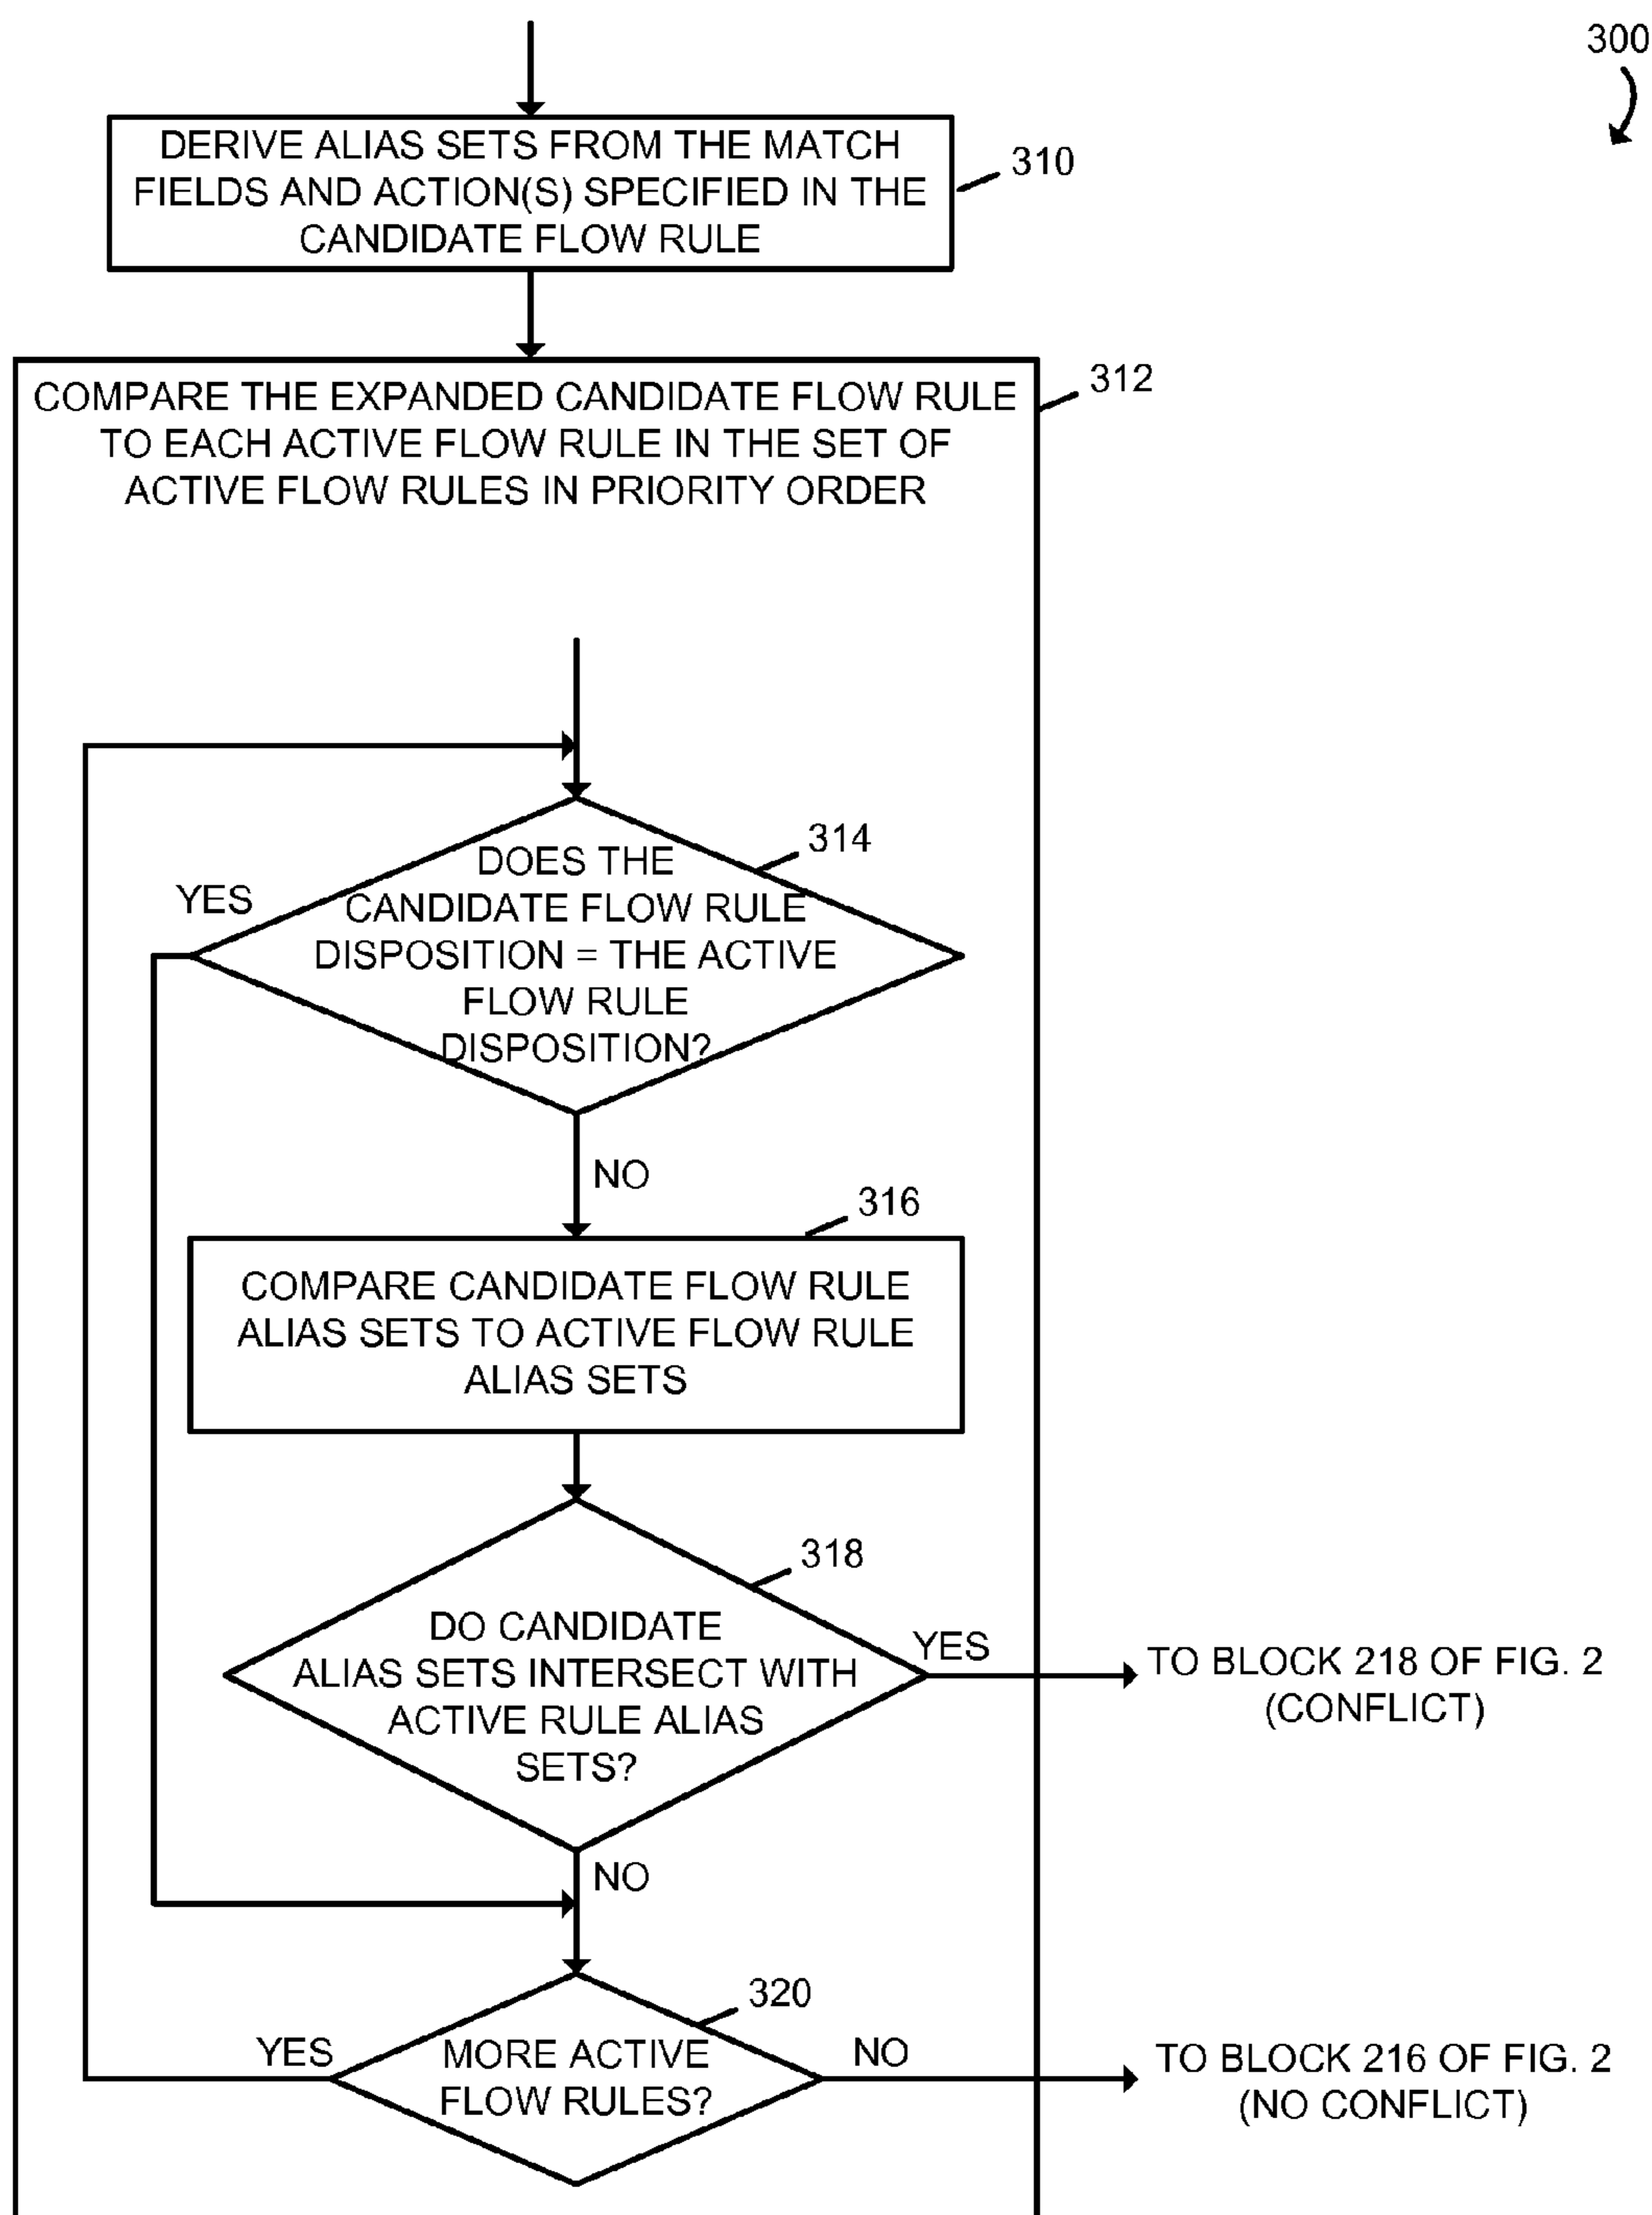 300
DERIVE ALIAS SETS FROM THE MATCH
FIELDS AND ACTION(S) SPECIFIED IN THE
CANDIDATE FLOW RULE
310
COMPARE THE EXPANDED CANDIDATE FLOW RULE
TO EACH ACTIVE FLOW RULE IN THE SET OF
ACTIVE FLOW RULES IN PRIORITY ORDER
312
314
YES
DOES THE
CANDIDATE FLOW RULE
DISPOSITION = THE ACTIVE
FLOW RULE
DISPOSITION?
NO
316
COMPARE CANDIDATE FLOW RULE
ALIAS SETS TO ACTIVE FLOW RULE
ALIAS SETS
318
DO CANDIDATE
ALIAS SETS INTERSECT WITH
ACTIVE RULE ALIAS
SETS?
YES
TO BLOCK 218 OF FIG. 2
(CONFLICT)
NO
320
YES
MORE ACTIVE
FLOW RULES?
NO
TO BLOCK 216 OF FIG. 2
(NO CONFLICT)